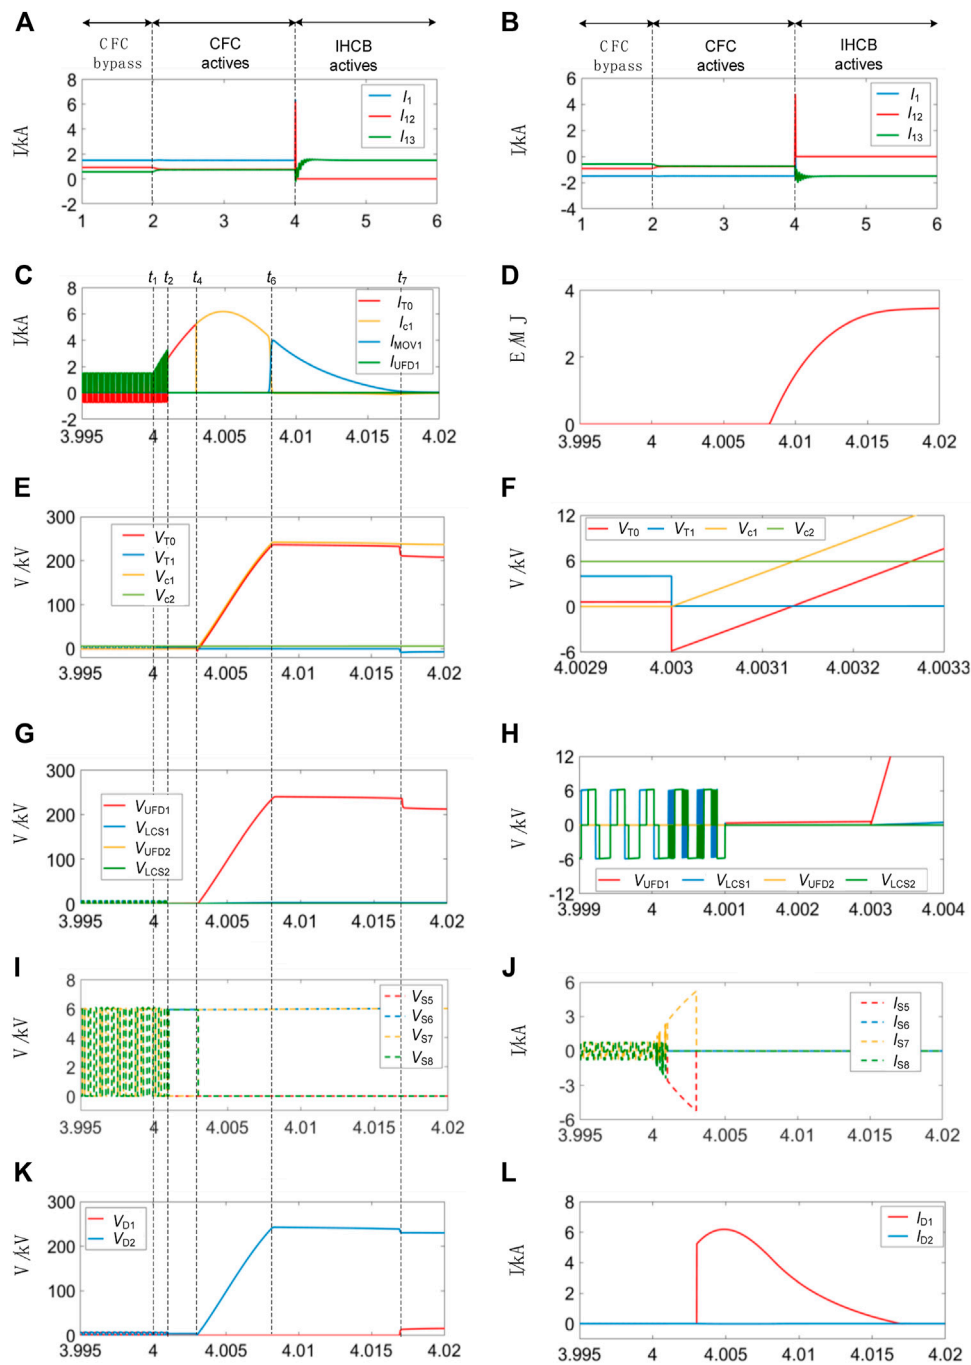 A
CFC bypass
CFC actives
IHCB actives
I/kA
8
6
4
2
0
-2
I1
I12
I13
1 2 3 4 5 6
B
CFC bypass
CFC actives
IHCB actives
I/kA
6
4
2
0
-2
-4
I1
I12
I13
1 2 3 4 5 6
C
t1 t2 t4 t6 t7
I/kA
8
6
4
2
0
-2
IT0
Ic1
IMOV1
IUFD1
3.995 4 4.005 4.01 4.015 4.02
D
E/MJ
4
2
0
3.995 4 4.005 4.01 4.015 4.02
E
V/kV
300
200
100
0
VT0
VT1
Vc1
Vc2
3.995 4 4.005 4.01 4.015 4.02
F
V/kV
12
6
0
-6
VT0 VT1 Vc1 Vc2
4.0029 4.003 4.0031 4.0032 4.0033
G
V/kV
300
200
100
0
VUFD1
VLCS1
VUFD2
VLCS2
3.995 4 4.005 4.01 4.015 4.02
H
V/kV
12
6
0
-6
-12
VUFD1 VLCS1 VUFD2 VLCS2
3.999 4 4.001 4.002 4.003 4.004
I
V/kV
8
6
4
2
0
VS5
VS6
VS7
VS8
3.995 4 4.005 4.01 4.015 4.02
J
I/kA
6
3
0
-3
-6
IS5
IS6
IS7
IS8
3.995 4 4.005 4.01 4.015 4.02
K
V/kV
300
200
100
0
VD1
VD2
3.995 4 4.005 4.01 4.015 4.02
L
I/kA
8
6
4
2
0
ID1
ID2
3.995 4 4.005 4.01 4.015 4.02